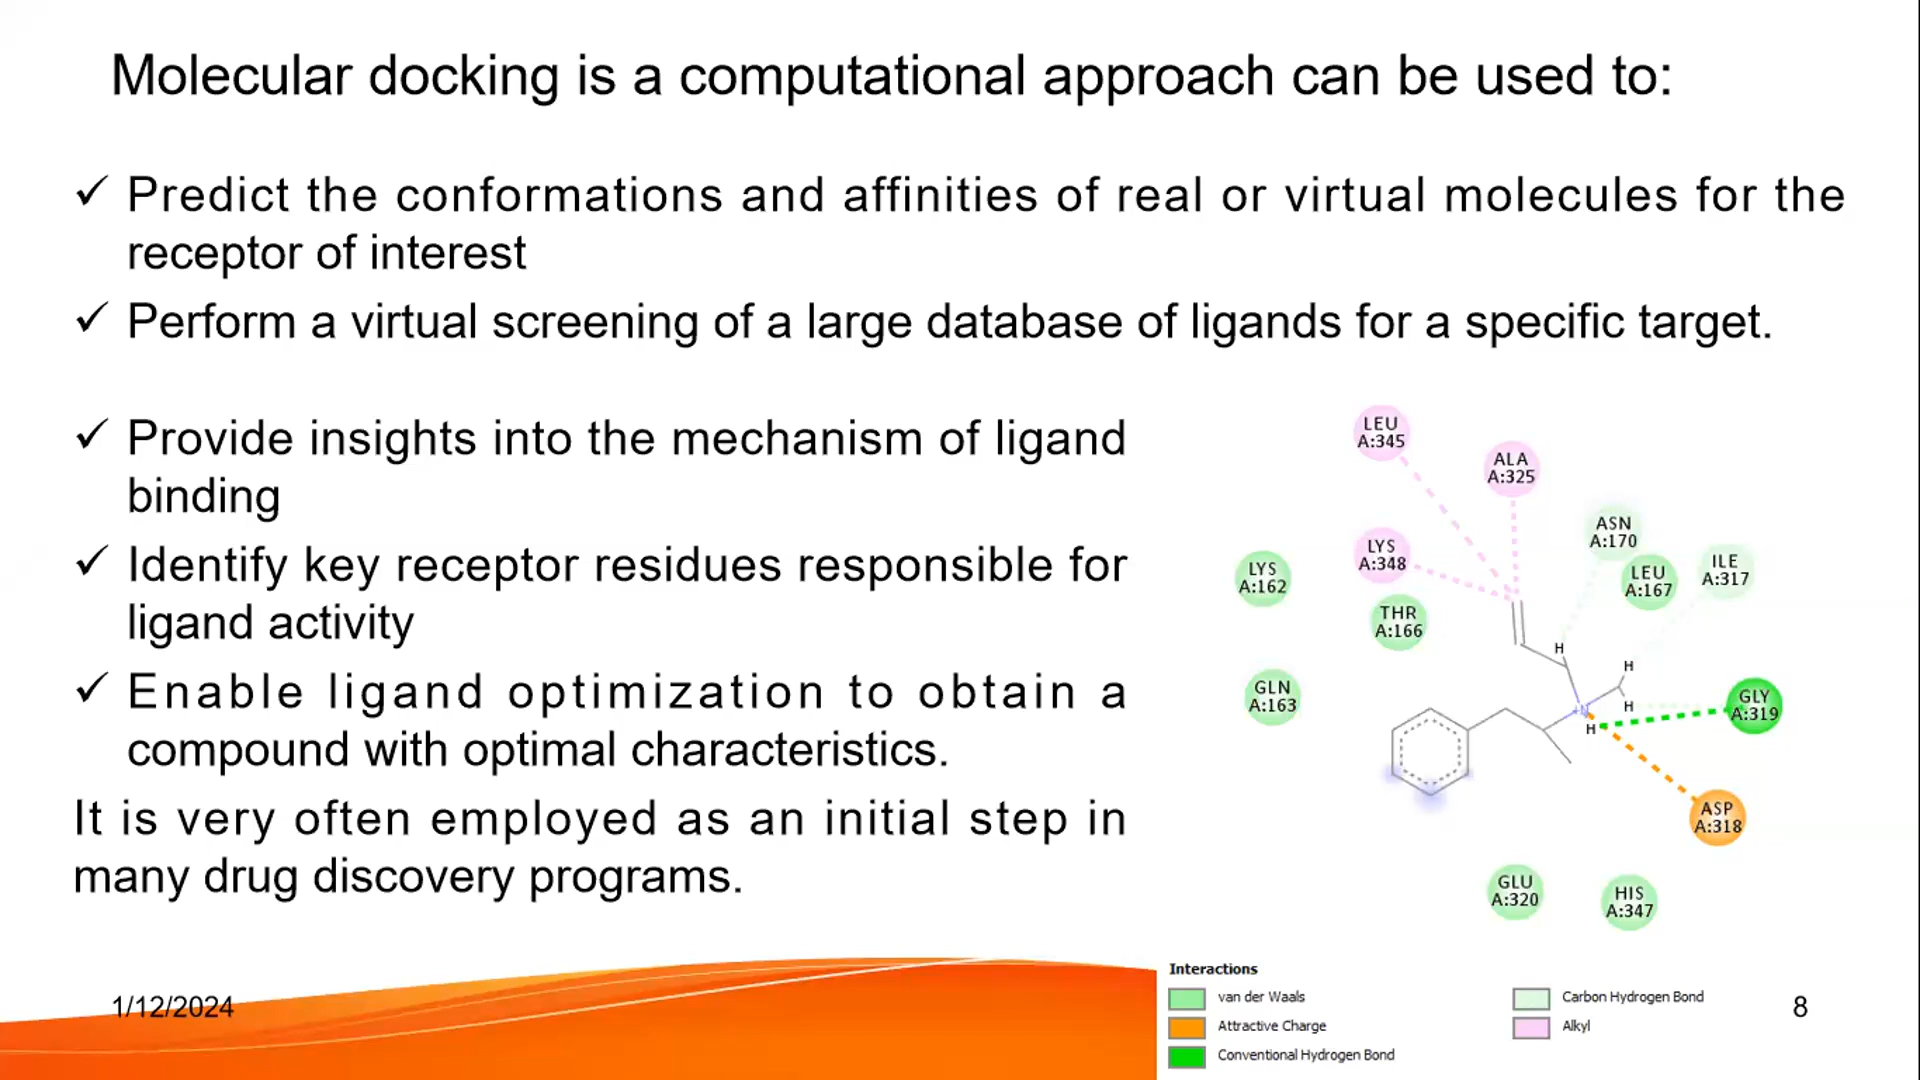 Molecular docking is a computational approach can be used to:
✓ Predict the conformations and affinities of real or virtual molecules for the
receptor of interest
✓ Perform a virtual screening of a large database of ligands for a specific target.
✓ Provide insights into the mechanism of ligand
binding
✓ Identify key receptor residues responsible for
ligand activity
✓ Enable ligand optimization to obtain a
compound with optimal characteristics.
It is very often employed as an initial step in
many drug discovery programs.
LEU
A:345
ALA
A:325
ASN
A:170
LYS
A:348
ILE
A:317
LYS
A:162
LEU
A:167
THR
A:166
H
H
GLN
A:163
H
GLY
A:319
+N
H
ASP
A:318
GLU
A:320
HIS
A:347
Interactions
van der Waals
Attractive Charge
Conventional Hydrogen Bond
Carbon Hydrogen Bond
Alkyl
1/12/2024
8